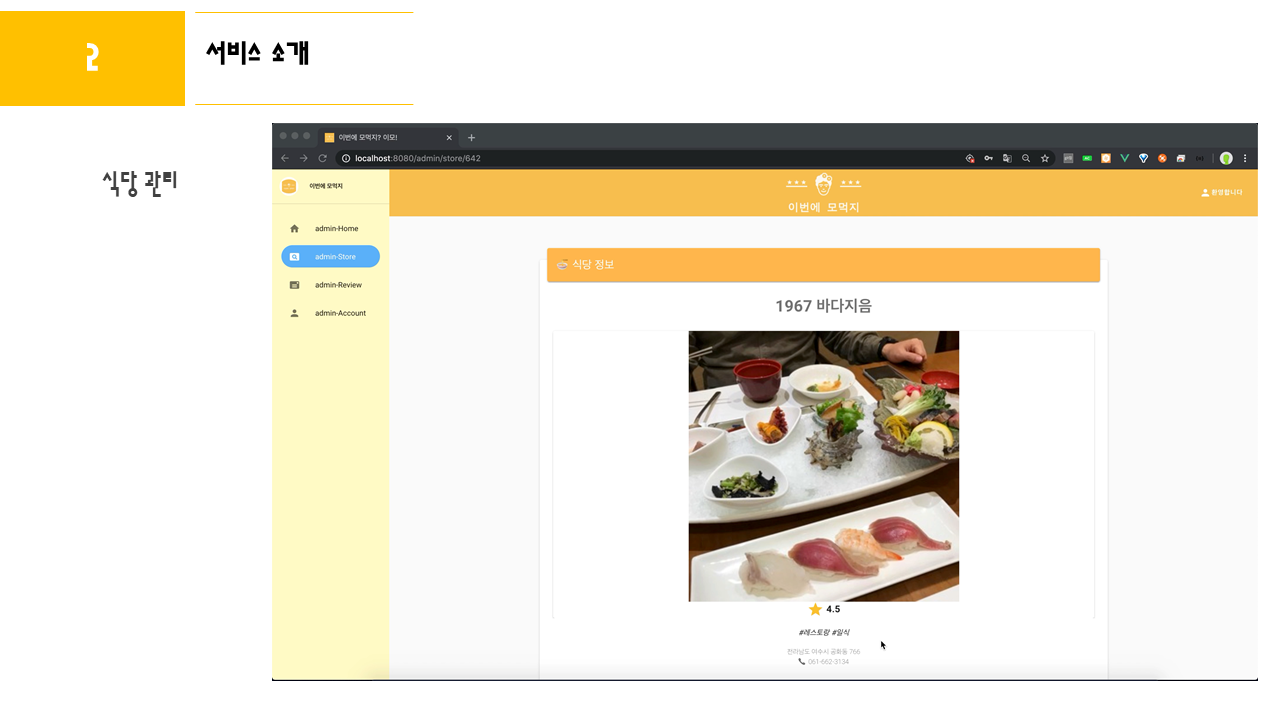 2
서비스 소개
식당 관리
이번에 모먹지? 이모!
localhost:8080/admin/store/642
이번에 모먹지
이번에 모먹지
환영합니다
admin-Home
admin-Store
admin-Review
admin-Account
식당 정보
1967 바다지음
4.5
#레스토랑 #일식
전라남도 여수시 공화동 766
061-662-3134